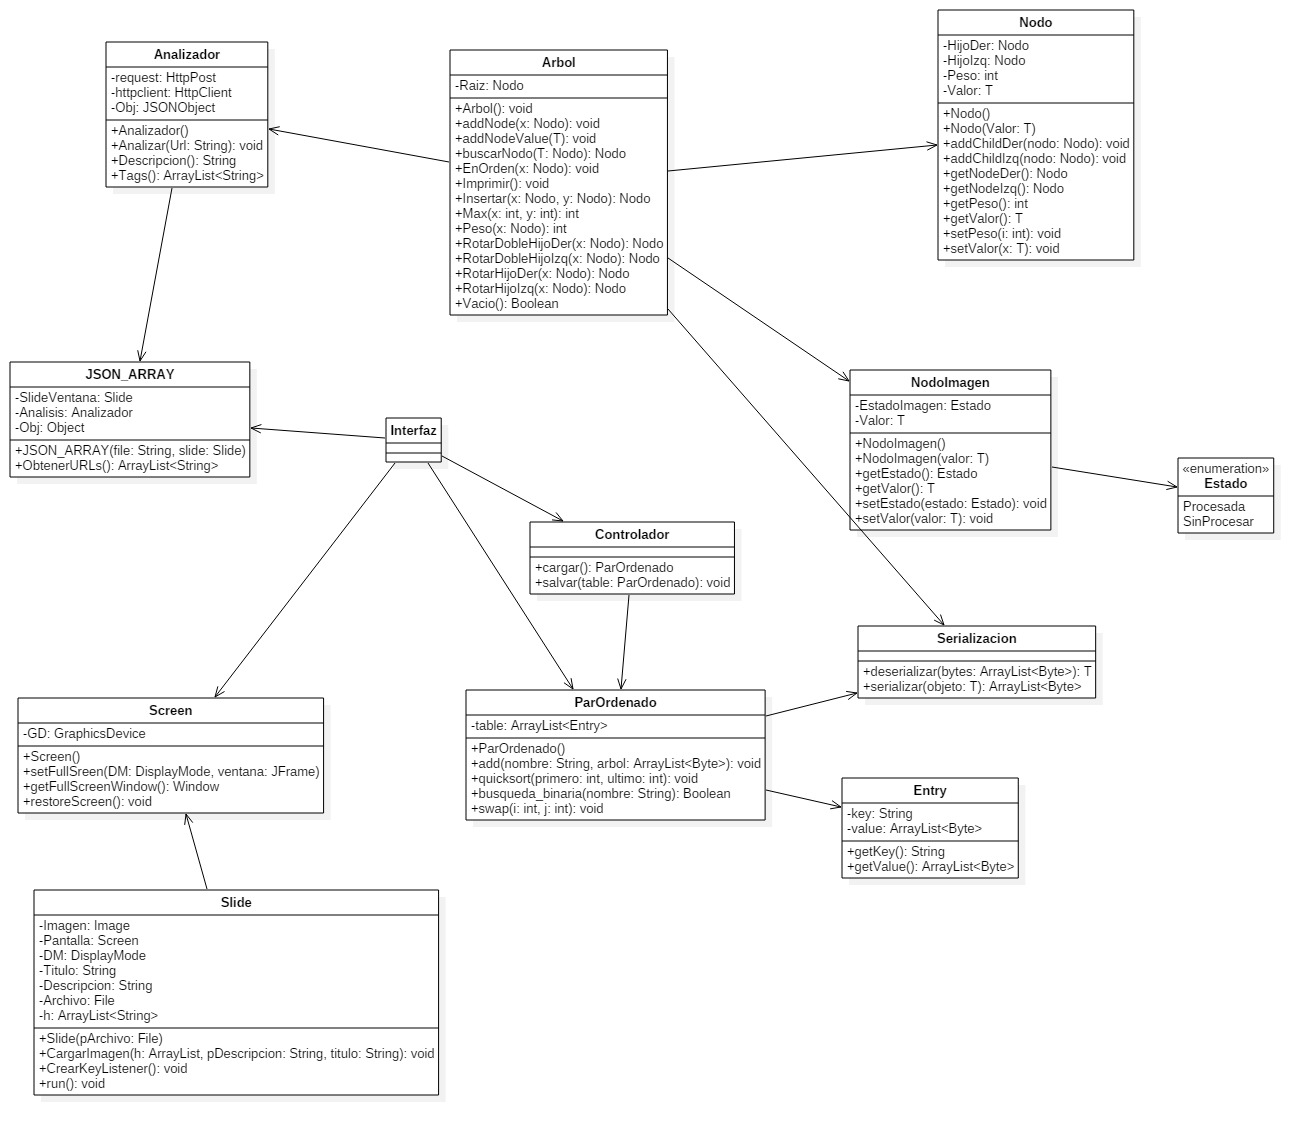 Analizador
-request: HttpPost
-httpclient: HttpClient
-Obj: JSONObject
+Analizador()
+Analizar(Url: String): void
+Descripcion(): String
+Tags(): ArrayList<String>
Arbol
-Raiz: Nodo
+Arbol(): void
+addNode(x: Nodo): void
+addNodeValue(T): void
+buscarNodo(T: Nodo): Nodo
+EnOrden(x: Nodo): void
+Imprimir(): void
+Insertar(x: Nodo, y: Nodo): Nodo
+Max(x: int, y: int): int
+Peso(x: Nodo): int
+RotarDobleHijoDer(x: Nodo): Nodo
+RotarDobleHijoIzq(x: Nodo): Nodo
+RotarHijoDer(x: Nodo): Nodo
+RotarHijoIzq(x: Nodo): Nodo
+Vacio(): Boolean
Nodo
-HijoDer: Nodo
-HijoIzq: Nodo
-Peso: int
-Valor: T
+Nodo()
+Nodo(Valor: T)
+addChildDer(nodo: Nodo): void
+addChildIzq(nodo: Nodo): void
+getNodeDer(): Nodo
+getNodeIzq(): Nodo
+getPeso(): int
+getValor(): T
+setPeso(i: int): void
+setValor(x: T): void
JSON_ARRAY
-SlideVentana: Slide
-Analisis: Analizador
-Obj: Object
+JSON_ARRAY(file: String, slide: Slide)
+ObtenerURLs(): ArrayList<String>
Interfaz
NodoImagen
-EstadoImagen: Estado
-Valor: T
+NodoImagen()
+NodoImagen(valor: T)
+getEstado(): Estado
+getValor(): T
+setEstado(estado: Estado): void
+setValor(valor: T): void
«enumeration»
Estado
Procesada
SinProcesar
Controlador
+cargar(): ParOrdenado
+salvar(table: ParOrdenado): void
Serializacion
+deserializar(bytes: ArrayList<Byte>): T
+serializar(objeto: T): ArrayList<Byte>
Screen
-GD: GraphicsDevice
+Screen()
+setFullSreen(DM: DisplayMode, ventana: JFrame)
+getFullScreenWindow(): Window
+restoreScreen(): void
ParOrdenado
-table: ArrayList<Entry>
+ParOrdenado()
+add(nombre: String, arbol: ArrayList<Byte>): void
+quicksort(primero: int, ultimo: int): void
+busqueda_binaria(nombre: String): Boolean
+swap(i: int, j: int): void
Entry
-key: String
-value: ArrayList<Byte>
+getKey(): String
+getValue(): ArrayList<Byte>
Slide
-Imagen: Image
-Pantalla: Screen
-DM: DisplayMode
-Titulo: String
-Descripcion: String
-Archivo: File
-h: ArrayList<String>
+Slide(pArchivo: File)
+CargarImagen(h: ArrayList, pDescripcion: String, titulo: String): void
+CrearKeyListener(): void
+run(): void